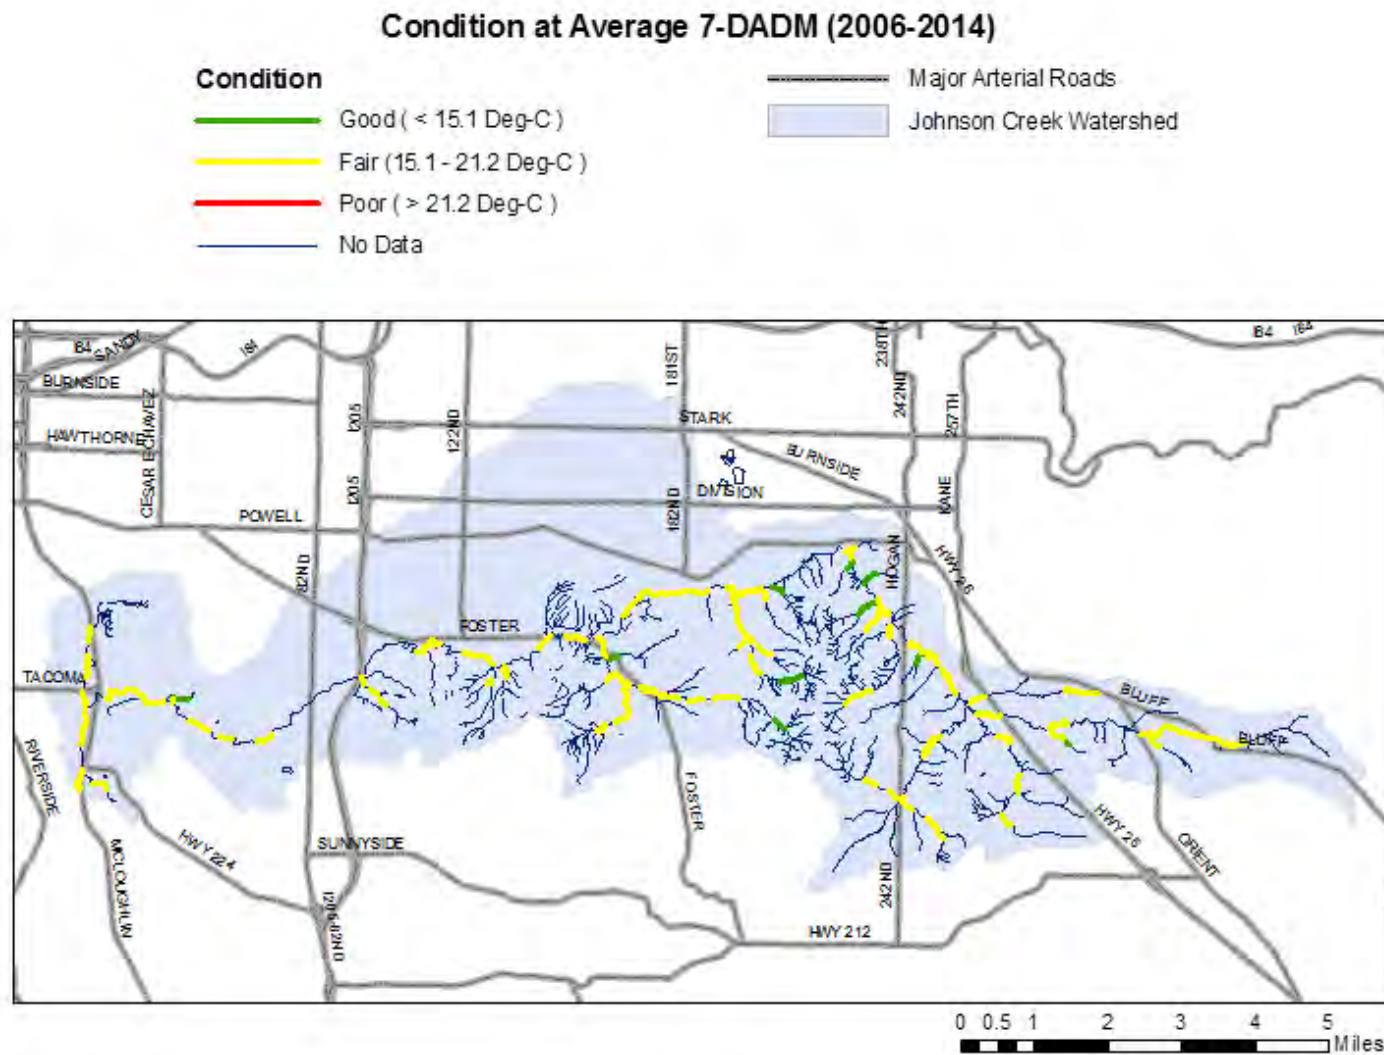 Condition at Average 7-DADM (2006-2014)
Condition
Good ( < 15.1 Deg-C )
Fair (15.1 - 21.2 Deg-C )
Poor ( > 21.2 Deg-C )
No Data
Major Arterial Roads
Johnson Creek Watershed
I84
SANDY
I84
I84
I84
BURNSIDE
HAWTHORNE
CESAR E CHAVEZ
POWELL
82ND
I205
I205
122ND
181ST
182ND
STARK
BURNSIDE
DIVISION
238TH
242ND
257TH
KANE
HOGAN
HWY 26
FOSTER
TACOMA
RIVERSIDE
MCLOUGHLIN
HWY 224
SUNNYSIDE
I205-82ND
FOSTER
242ND
HWY 212
BLUFF
BLUFF
HWY 26
ORIENT
0 0.5 1 2 3 4 5
Miles